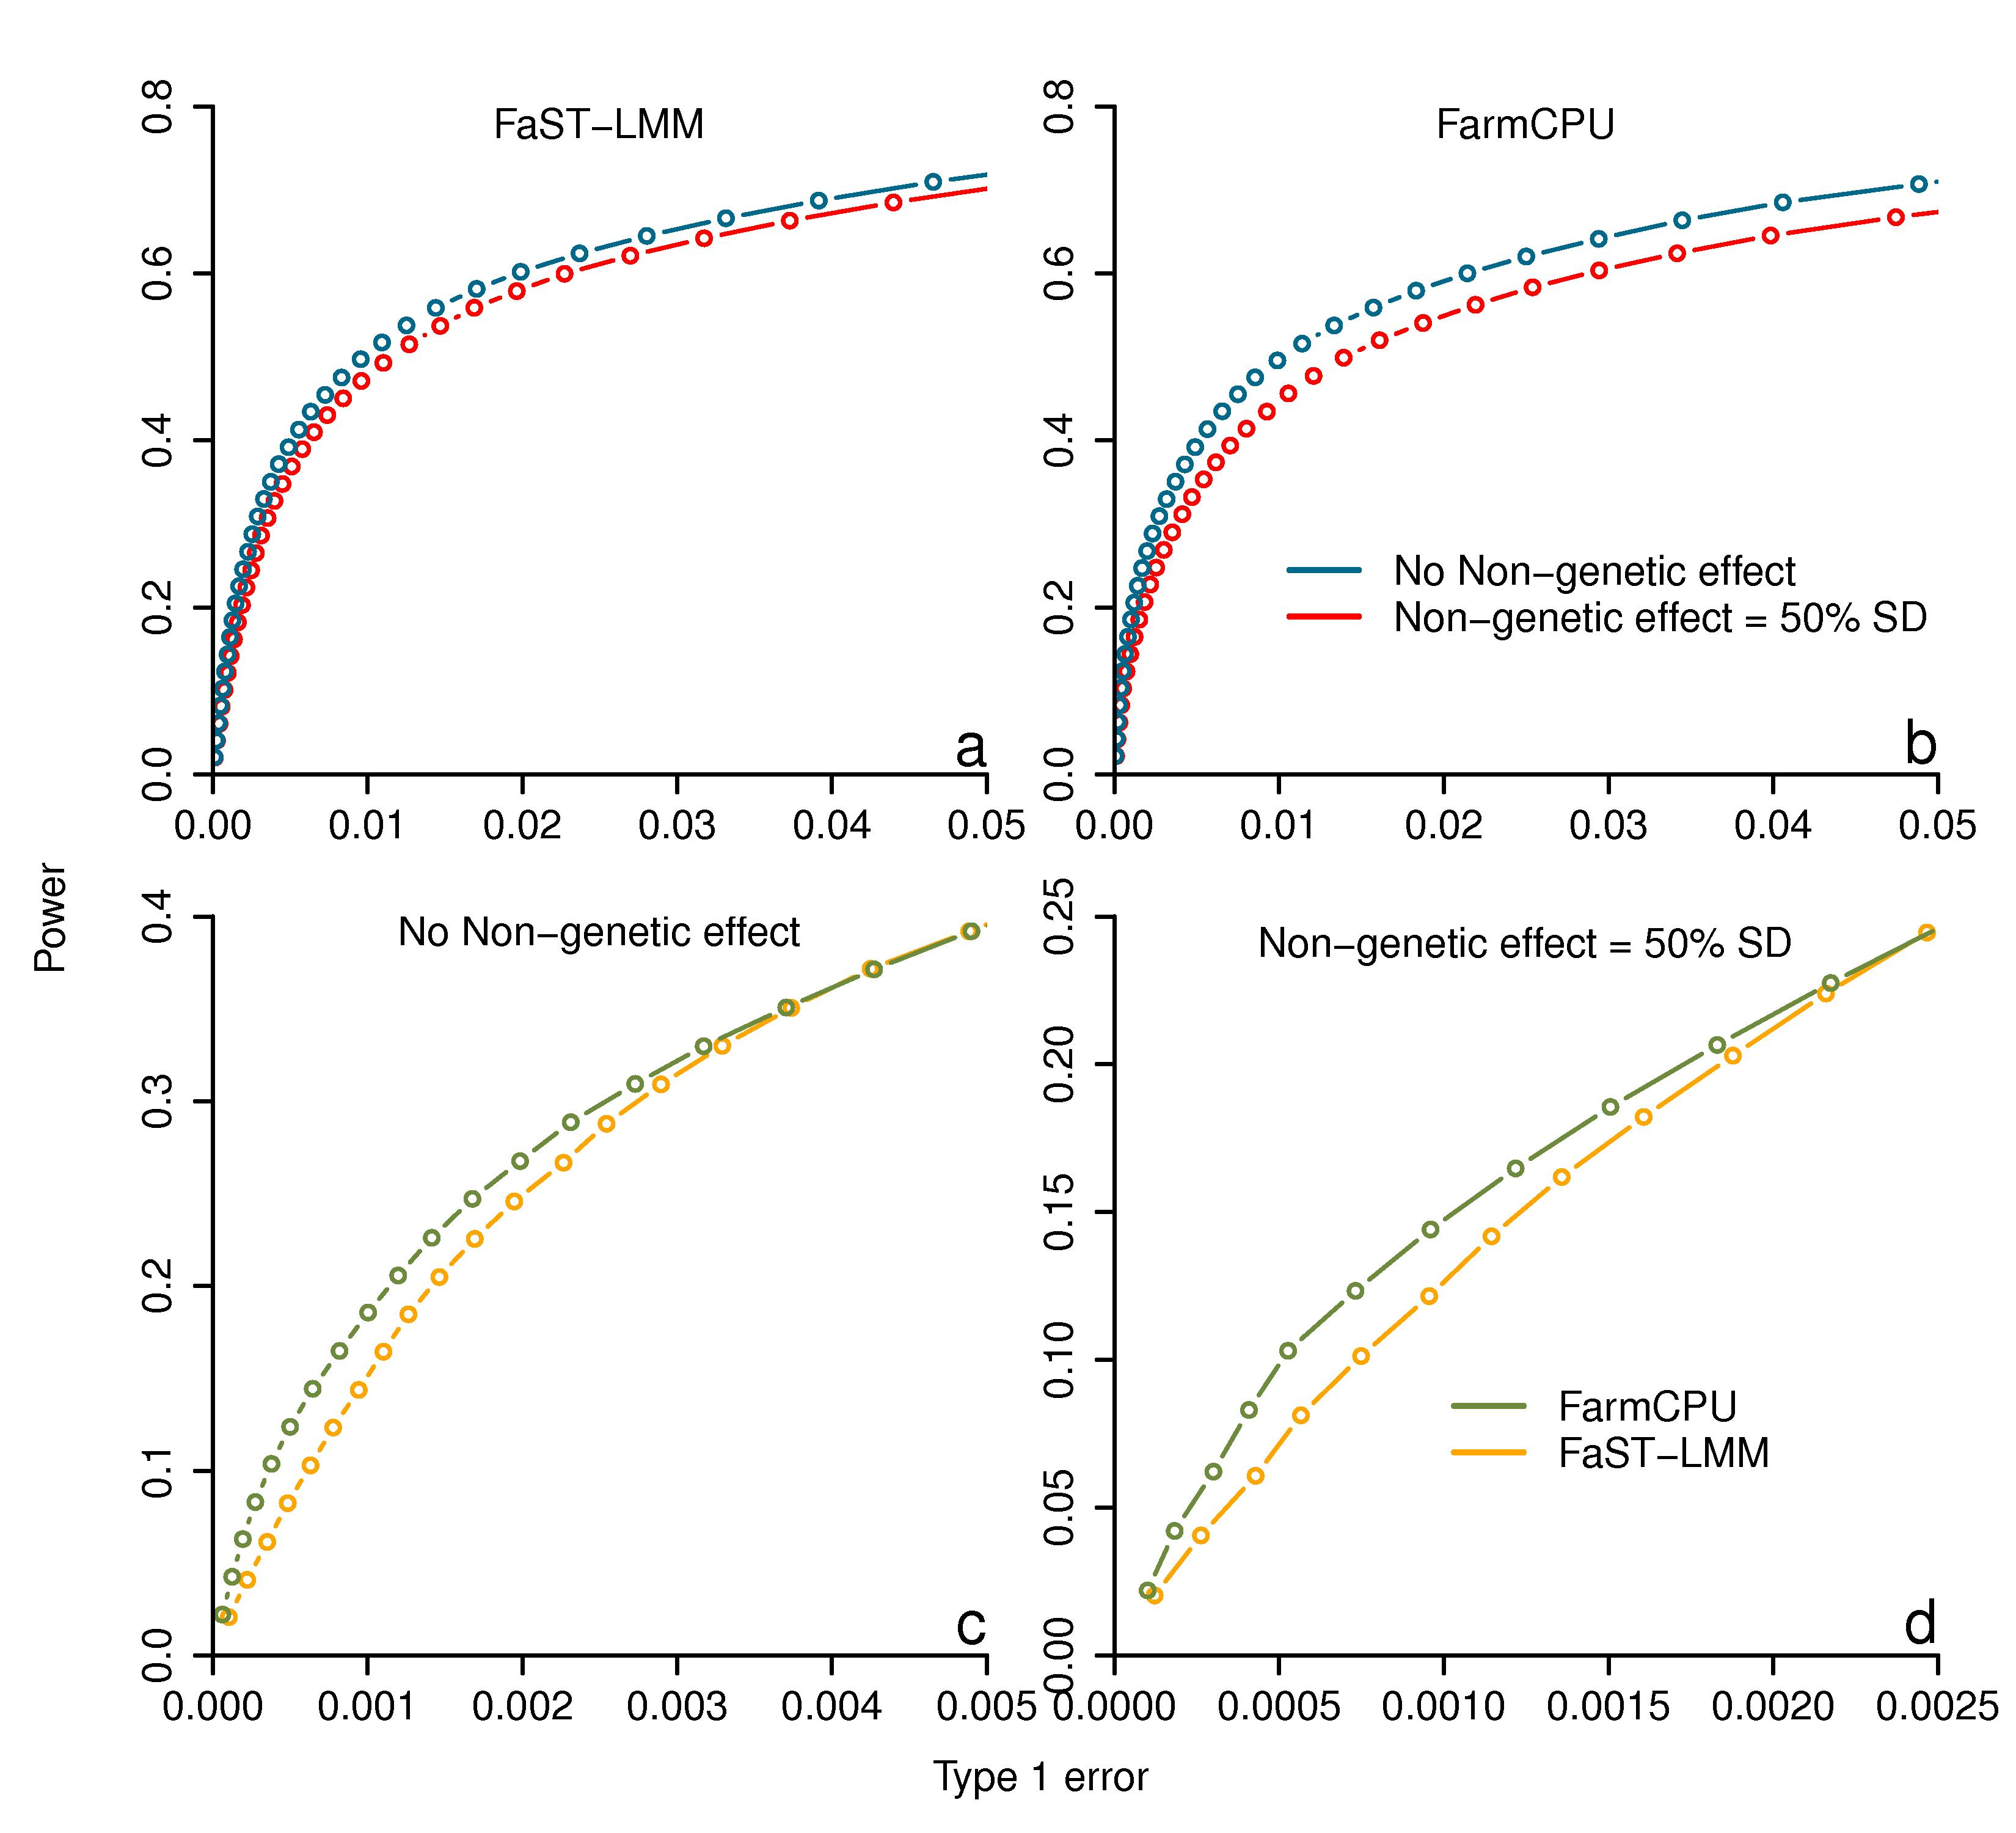 FaST−LMM
0.8
0.6
0.4
0.2
0.0
a
0.00 0.01 0.02 0.03 0.04 0.05
FarmCPU
0.8
0.6
0.4
0.2
0.0
No Non−genetic effect
Non−genetic effect = 50% SD
b
0.00 0.01 0.02 0.03 0.04 0.05
Power
No Non−genetic effect
0.4
0.3
0.2
0.1
0.0
c
0.000 0.001 0.002 0.003 0.004 0.005
Non−genetic effect = 50% SD
0.25
0.20
0.15
0.10
0.05
0.00
FarmCPU
FaST−LMM
d
0.0000 0.0005 0.0010 0.0015 0.0020 0.0025
Type 1 error